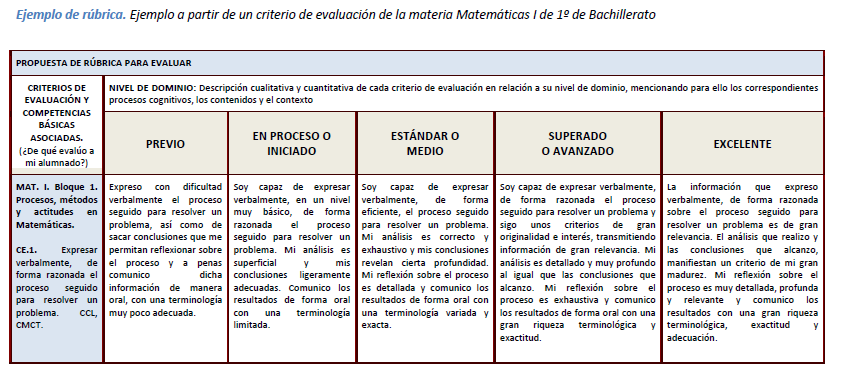 Ejemplo de rúbrica. Ejemplo a partir de un criterio de evaluación de la materia Matemáticas I de 1º de Bachillerato
PROPUESTA DE RÚBRICA PARA EVALUAR
CRITERIOS DE
EVALUACIÓN Y
COMPETENCIAS
BÁSICAS
ASOCIADAS.
(¿De qué evalúo a
mi alumnado?)
NIVEL DE DOMINIO: Descripción cualitativa y cuantitativa de cada criterio de evaluación en relación a su nivel de dominio, mencionando para ello los correspondientes
procesos cognitivos, los contenidos y el contexto
PREVIO
EN PROCESO O
INICIADO
ESTÁNDAR O
MEDIO
SUPERADO
O AVANZADO
EXCELENTE
MAT. I. Bloque 1.
Procesos, métodos
y actitudes en
Matemáticas.
CE.1. Expresar
verbalmente, de
forma razonada el
proceso seguido
para resolver un
problema. CCL,
CMCT.
Expreso con dificultad
verbalmente el proceso
seguido para resolver un
problema, así como de
sacar conclusiones que me
permitan reflexionar sobre
el proceso y a penas
comunico dicha
información de manera
oral, con una terminología
muy poco adecuada.
Soy capaz de expresar
verbalmente, en un nivel
muy básico, de forma
razonada el proceso
seguido para resolver un
problema. Mi análisis es
superficial y mis
conclusiones ligeramente
adecuadas. Comunico los
resultados de forma oral
con una terminología
limitada.
Soy capaz de expresar
verbalmente, de forma
eficiente, el proceso seguido
para resolver un problema.
Mi análisis es correcto y
exhaustivo y mis conclusiones
revelan cierta profundidad.
Mi reflexión sobre el proceso
es detallada y comunico los
resultados de forma oral con
una terminología variada y
exacta.
Soy capaz de expresar verbalmente,
de forma razonada el proceso
seguido para resolver un problema y
sigo unos criterios de gran
originalidad e interés, transmitiendo
información de gran relevancia. Mi
análisis es detallado y muy profundo
al igual que las conclusiones que
alcanzo. Mi reflexión sobre el
proceso es exhaustiva y comunico
los resultados de forma oral con una
gran riqueza terminológica y
exactitud.
La información que expreso
verbalmente, de forma razonada
sobre el proceso seguido para
resolver un problema es de gran
relevancia. El análisis que realizo y
las conclusiones que alcanzo,
manifiestan un criterio de mi gran
madurez. Mi reflexión sobre el
proceso es muy detallada, profunda
y relevante y comunico los
resultados con una gran riqueza
terminológica, exactitud y
adecuación.